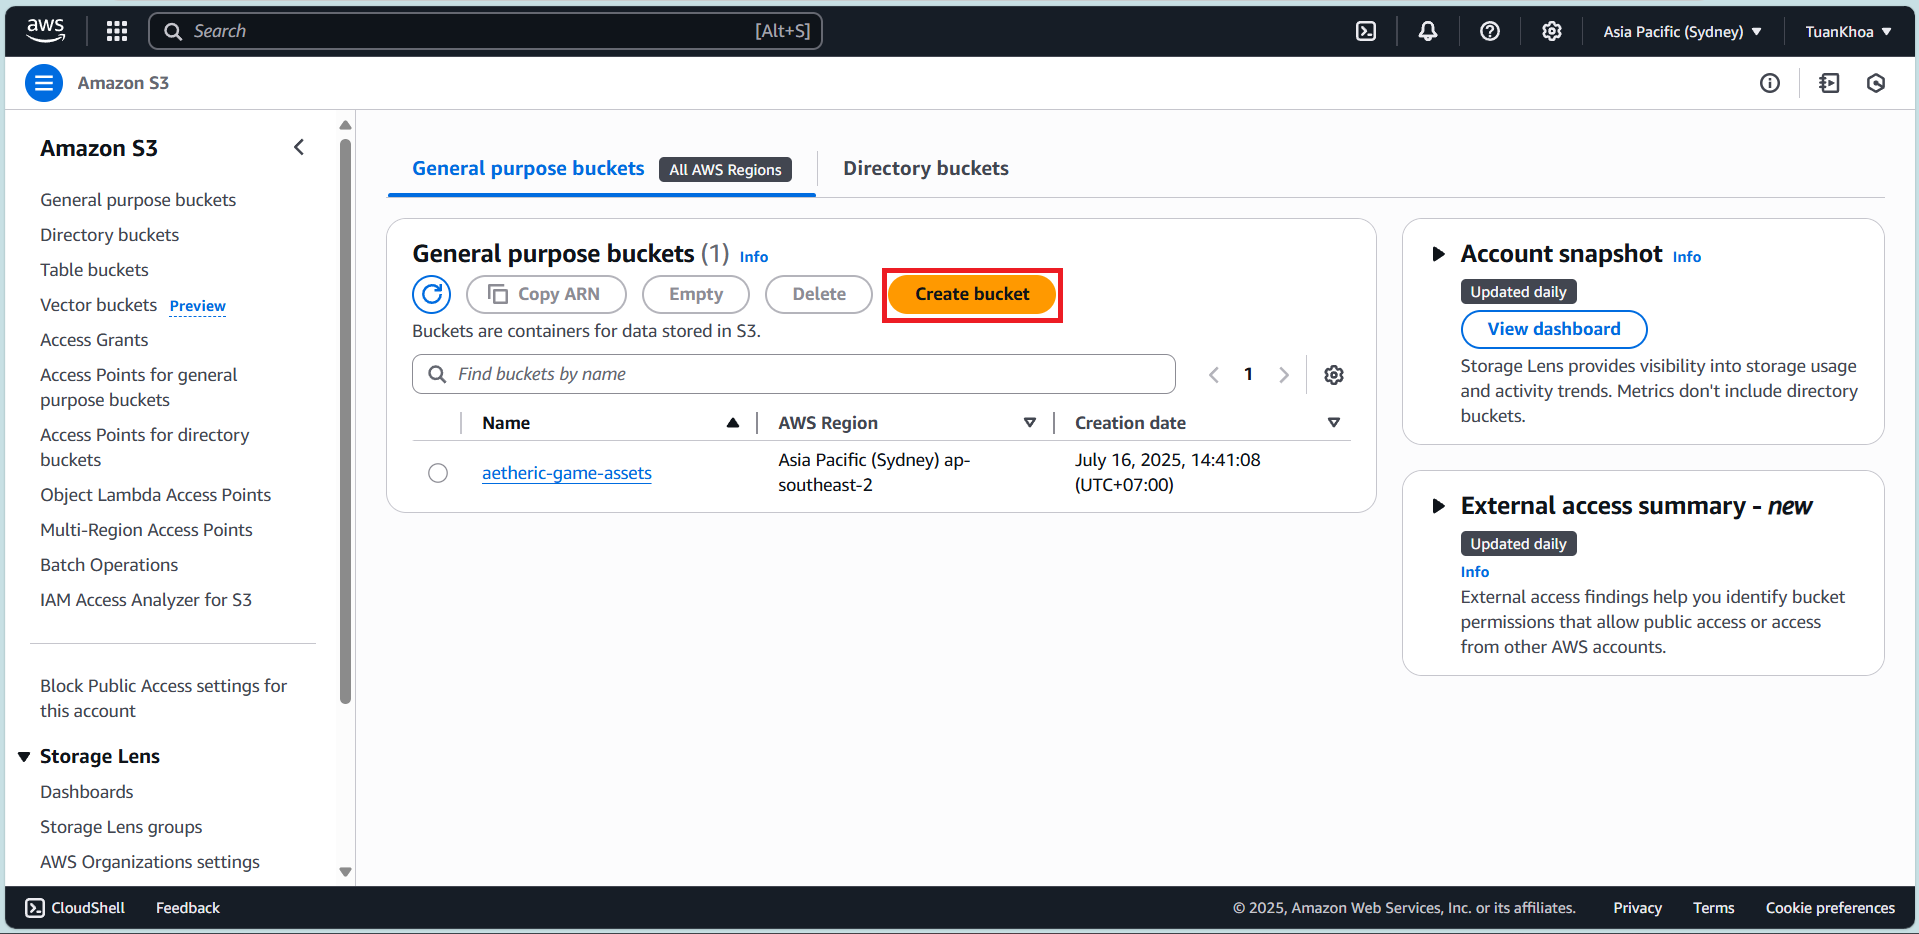 aws
Search
[Alt+S]
Asia Pacific (Sydney)
TuanKhoa
Amazon S3
Amazon S3
General purpose buckets
Directory buckets
Table buckets
Vector buckets Preview
Access Grants
Access Points for general
purpose buckets
Access Points for directory
buckets
Object Lambda Access Points
Multi-Region Access Points
Batch Operations
IAM Access Analyzer for S3
Block Public Access settings for
this account
Storage Lens
Dashboards
Storage Lens groups
AWS Organizations settings
General purpose buckets All AWS Regions
Directory buckets
General purpose buckets (1) Info
Copy ARN
Empty
Delete
Create bucket
Buckets are containers for data stored in S3.
Find buckets by name
1
Name
AWS Region
Creation date
aetheric-game-assets
Asia Pacific (Sydney) ap-
southeast-2
July 16, 2025, 14:41:08
(UTC+07:00)
Account snapshot Info
Updated daily
View dashboard
Storage Lens provides visibility into storage usage
and activity trends. Metrics don't include directory
buckets.
External access summary - new
Updated daily
Info
External access findings help you identify bucket
permissions that allow public access or access
from other AWS accounts.
CloudShell
Feedback
© 2025, Amazon Web Services, Inc. or its affiliates.
Privacy
Terms
Cookie preferences